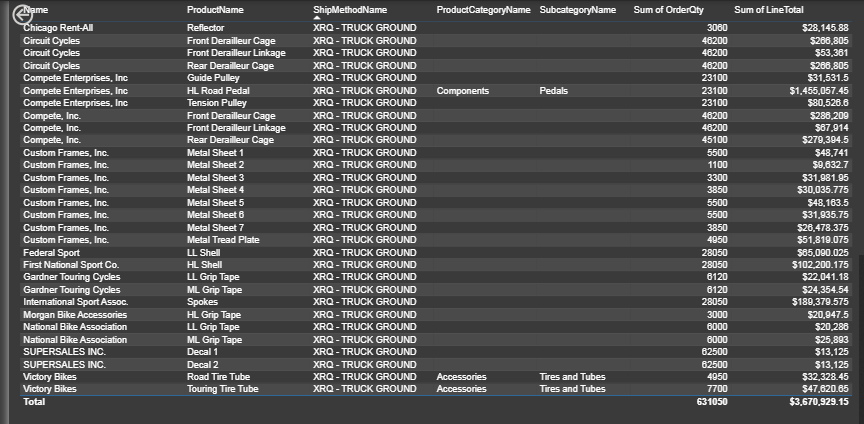 Name ProductName ShipMethodName ProductCategoryName SubcategoryName Sum of OrderQty Sum of LineTotal
Chicago Rent-All Reflector XRQ - TRUCK GROUND 3060 $28,145.88
Circuit Cycles Front Derailleur Cage XRQ - TRUCK GROUND 46200 $266,805
Circuit Cycles Front Derailleur Linkage XRQ - TRUCK GROUND 46200 $53,361
Circuit Cycles Rear Derailleur Cage XRQ - TRUCK GROUND 46200 $266,805
Compete Enterprises, Inc Guide Pulley XRQ - TRUCK GROUND 23100 $31,531.5
Compete Enterprises, Inc HL Road Pedal XRQ - TRUCK GROUND Components Pedals 23100 $1,455,057.45
Compete Enterprises, Inc Tension Pulley XRQ - TRUCK GROUND 23100 $80,526.6
Compete, Inc. Front Derailleur Cage XRQ - TRUCK GROUND 46200 $286,209
Compete, Inc. Front Derailleur Linkage XRQ - TRUCK GROUND 46200 $67,914
Compete, Inc. Rear Derailleur Cage XRQ - TRUCK GROUND 45100 $279,394.5
Custom Frames, Inc. Metal Sheet 1 XRQ - TRUCK GROUND 5500 $48,741
Custom Frames, Inc. Metal Sheet 2 XRQ - TRUCK GROUND 1100 $9,632.7
Custom Frames, Inc. Metal Sheet 3 XRQ - TRUCK GROUND 3300 $31,981.95
Custom Frames, Inc. Metal Sheet 4 XRQ - TRUCK GROUND 3850 $30,035.775
Custom Frames, Inc. Metal Sheet 5 XRQ - TRUCK GROUND 5500 $48,163.5
Custom Frames, Inc. Metal Sheet 6 XRQ - TRUCK GROUND 5500 $31,935.75
Custom Frames, Inc. Metal Sheet 7 XRQ - TRUCK GROUND 3850 $26,478.375
Custom Frames, Inc. Metal Tread Plate XRQ - TRUCK GROUND 4950 $51,819.075
Federal Sport LL Shell XRQ - TRUCK GROUND 28050 $65,090.025
First National Sport Co. HL Shell XRQ - TRUCK GROUND 28050 $102,200.175
Gardner Touring Cycles LL Grip Tape XRQ - TRUCK GROUND 6120 $22,041.18
Gardner Touring Cycles ML Grip Tape XRQ - TRUCK GROUND 6120 $24,354.54
International Sport Assoc. Spokes XRQ - TRUCK GROUND 28050 $189,379.575
Morgan Bike Accessories HL Grip Tape XRQ - TRUCK GROUND 3000 $20,947.5
National Bike Association LL Grip Tape XRQ - TRUCK GROUND 6000 $20,286
National Bike Association ML Grip Tape XRQ - TRUCK GROUND 6000 $25,893
SUPERSALES INC. Decal 1 XRQ - TRUCK GROUND 62500 $13,125
SUPERSALES INC. Decal 2 XRQ - TRUCK GROUND 62500 $13,125
Victory Bikes Road Tire Tube XRQ - TRUCK GROUND Accessories Tires and Tubes 4950 $32,328.45
Victory Bikes Touring Tire Tube XRQ - TRUCK GROUND Accessories Tires and Tubes 7700 $47,620.65
Total 631050 $3,670,929.15